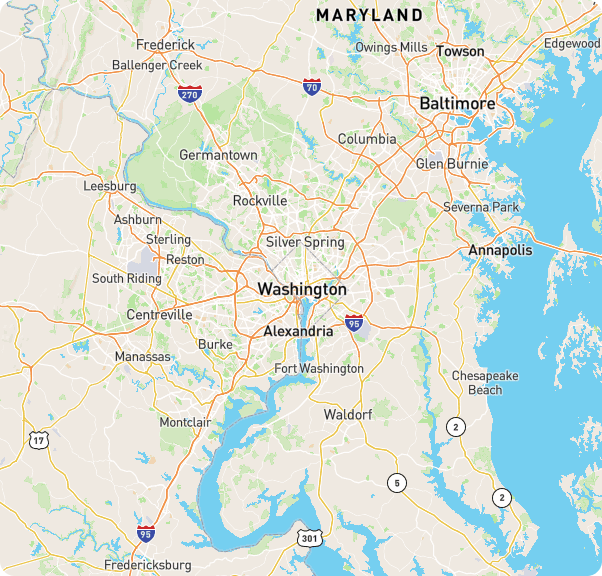 MARYLAND
Frederick
Owings Mills
Towson
Edgewood
Ballenger Creek
270
70
Baltimore
Columbia
Germantown
Glen Burnie
Leesburg
Rockville
Severna Park
Ashburn
Sterling
Silver Spring
Annapolis
Reston
South Riding
Washington
Centreville
95
Alexandria
Burke
Manassas
Fort Washington
Chesapeake
Beach
Waldorf
Montclair
2
17
5
2
95
301
Fredericksburg